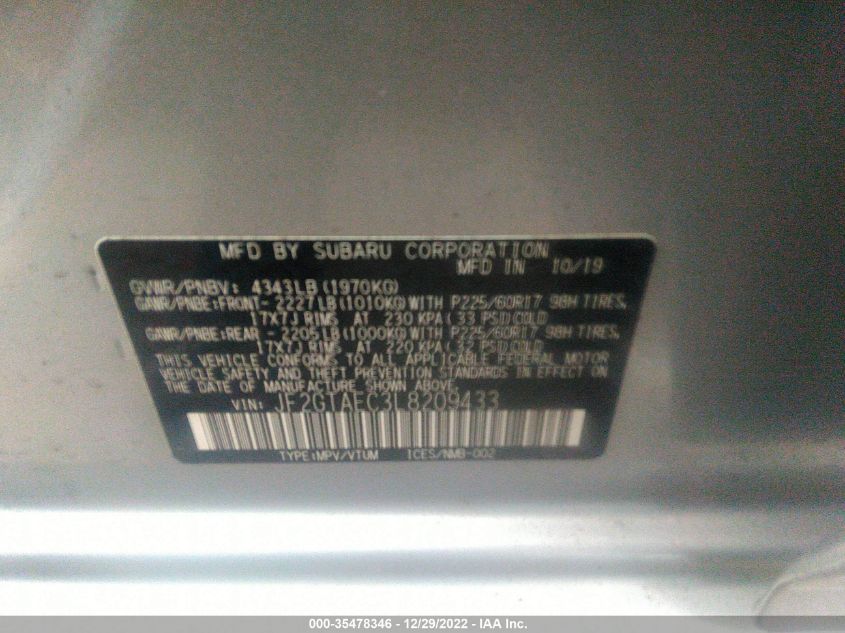 MFD BY SUBARU CORPORATION
MFD IN 10/19
GVWR/PNBV: 4343LB(1970KG)
GAWR/PNBE:FRONT- 2227LB(1010KG)WITH P225/60R17 98H TIRES,
17X7J RIMS AT 230 KPA(33 PSI)COLD
GAWR/PNBE:REAR - 2205LB(1000KG)WITH P225/60R17 98H TIRES,
17X7J RIMS AT 220 KPA(32 PSI)COLD
THIS VEHICLE CONFORMS TO ALL APPLICABLE FEDERAL MOTOR
VEHICLE SAFETY AND THEFT PREVENTION STANDARDS IN EFFECT ON
THE DATE OF MANUFACTURE SHOWN ABOVE.
VIN: JF2GTAEC3L8209433
TYPE:MPV/VTUM ICES/NMB-002
000-35478346 - 12/29/2022 - IAA Inc.